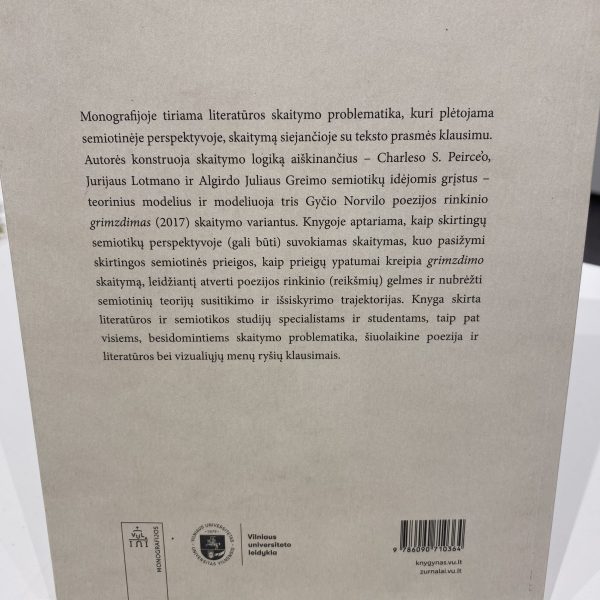 Monografijoje tiriama literatūros skaitymo problematika, kuri plėtojama
semiotinėje perspektyvoje, skaitymą siejančioje su teksto prasmės klausimu.
Autorės konstruoja skaitymo logiką aiškinančius – Charleso S. Peirce'o,
Jurijaus Lotmano ir Algirdo Juliaus Greimo semiotikų idėjomis grįstus –
teorinius modelius ir modeliuoja tris Gyčio Norvilo poezijos rinkinio
grimzdimas (2017) skaitymo variantus. Knygoje aptariama, kaip skirtingų
semiotikų perspektyvoje (gali būti) suvokiamas skaitymas, kuo pasižymi
skirtingos semiotinės prieigos, kaip prieigų ypatumai kreipia grimzdimo
skaitymą, leidžiantį atverti poezijos rinkinio (reikšmių) gelmes ir nubrėžti
semiotinių teorijų susitikimo ir išsiskyrimo trajektorijas. Knyga skirta
literatūros ir semiotikos studijų specialistams ir studentams, taip pat
visiems, besidomintiems skaitymo problematika, šiuolaikine poezija ir
literatūros bei vizualiųjų menų ryšių klausimais.
VUL
MONOGRAFIJOS
Vilniaus
universiteto
leidykla
9 786090 710364
knygynas.vu.lt
zurnalai.vu.lt